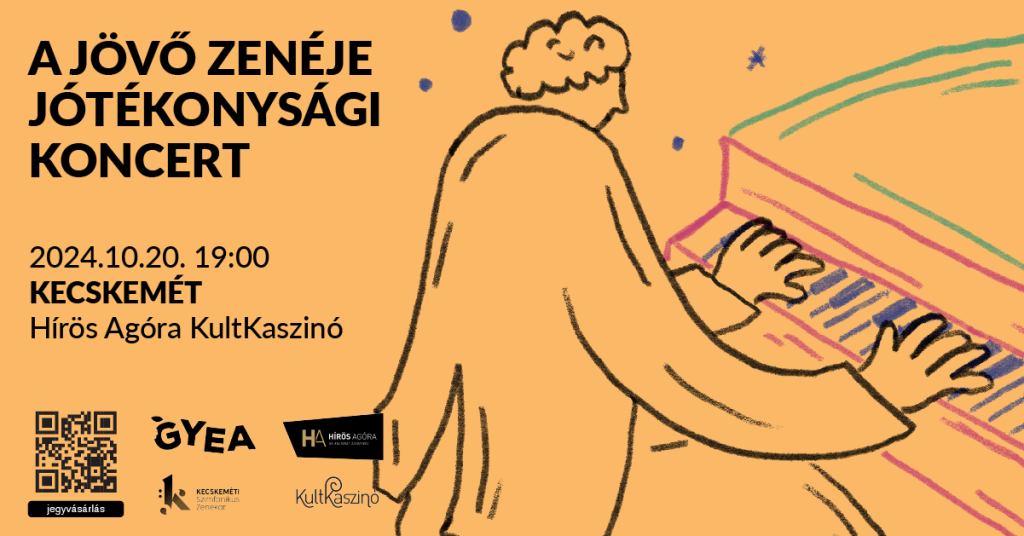 A JÖVŐ ZENÉJE
JÓTÉKONYSÁGI
KONCERT
2024.10.20. 19:00
KECSKEMÉT
Hírös Agóra KultKaszinó
GYEA
HA HÍRÖS AGÓRA
KECSKEMÉTI
Szimfonikus
Zenekar
KultKaszinó
jegyvásárlás